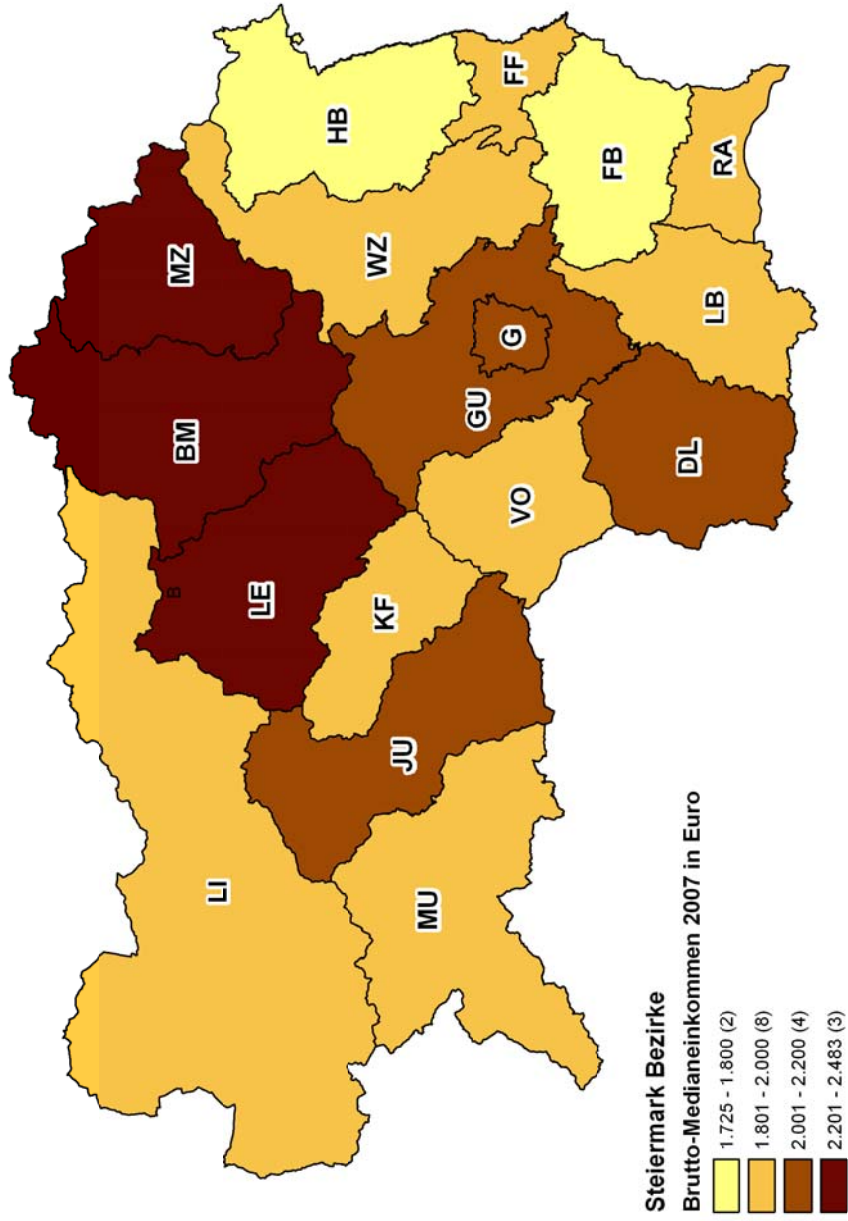 MZ
BM
HB
LE
WZ
LI
KF
GU
G
FF
JU
VO
FB
MU
LB
RA
DL
B
Steiermark Bezirke
Brutto-Medianeinkommen 2007 in Euro
1.725 - 1.800 (2)
1.801 - 2.000 (8)
2.001 - 2.200 (4)
2.201 - 2.483 (3)